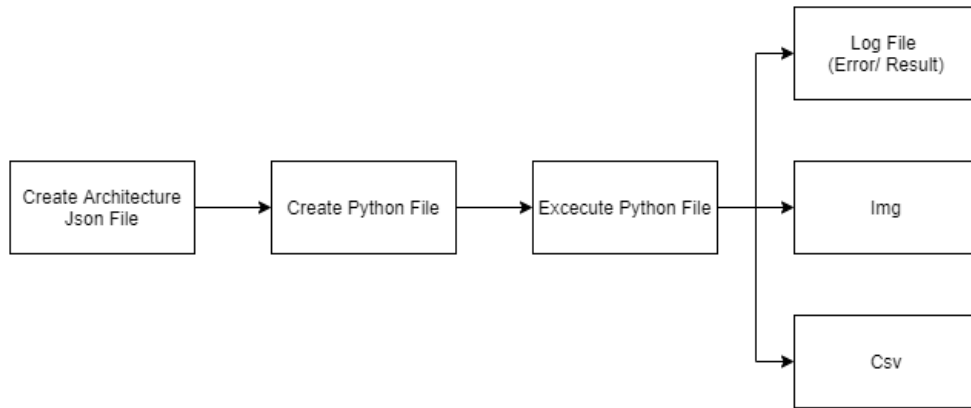 Log File
(Error/ Result)
Create Architecture
Json File
Create Python File
Excecute Python File
Img
Csv